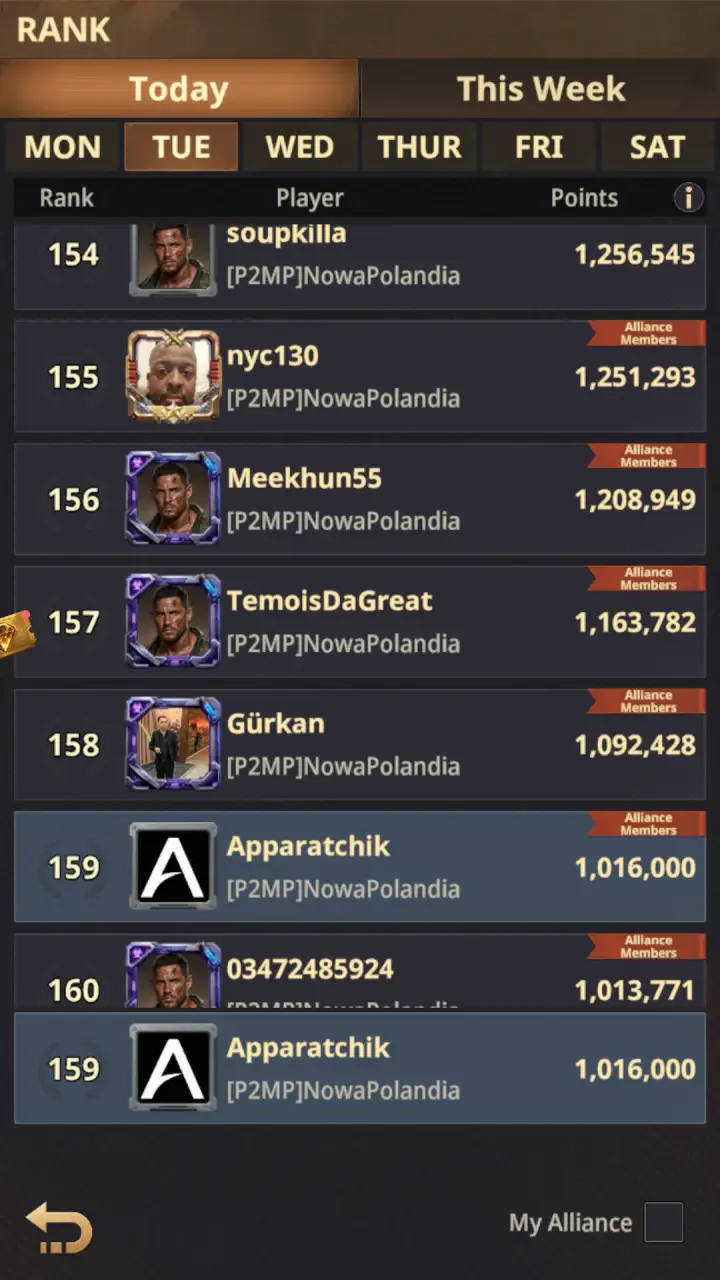 RANK
Today
This Week
MON
TUE
WED
THUR
FRI
SAT
Rank
Player
Points
154
soupkilla
[P2MP]NowaPolandia
1,256,545
Alliance
Members
155
nyc130
[P2MP]NowaPolandia
1,251,293
Alliance
Members
156
Meekhun55
[P2MP]NowaPolandia
1,208,949
Alliance
Members
157
TemoisDaGreat
[P2MP]NowaPolandia
1,163,782
Alliance
Members
158
Gürkan
[P2MP]NowaPolandia
1,092,428
Alliance
Members
159
Apparatchik
[P2MP]NowaPolandia
1,016,000
Alliance
Members
160
03472485924
[P2MP]NowaPolandia
1,013,771
159
Apparatchik
[P2MP]NowaPolandia
1,016,000
My Alliance